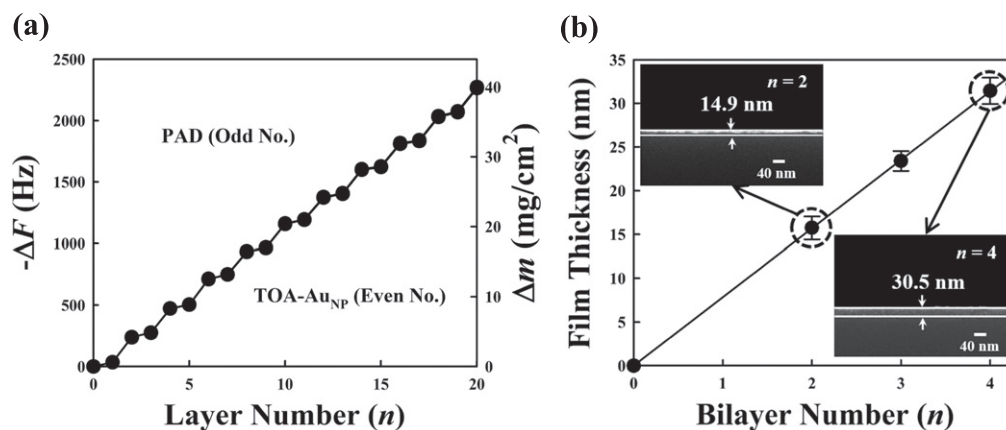 (a)
2500
2000
1500
1000
500
0
-ΔF (Hz)
PAD (Odd No.)
TOA-AuNP (Even No.)
40
30
20
10
0
Δm (mg/cm2)
0 5 10 15 20
Layer Number (n)
(b)
35
30
25
20
15
10
5
0
Film Thickness (nm)
n = 2
14.9 nm
40 nm
n = 4
30.5 nm
40 nm
0 1 2 3 4
Bilayer Number (n)